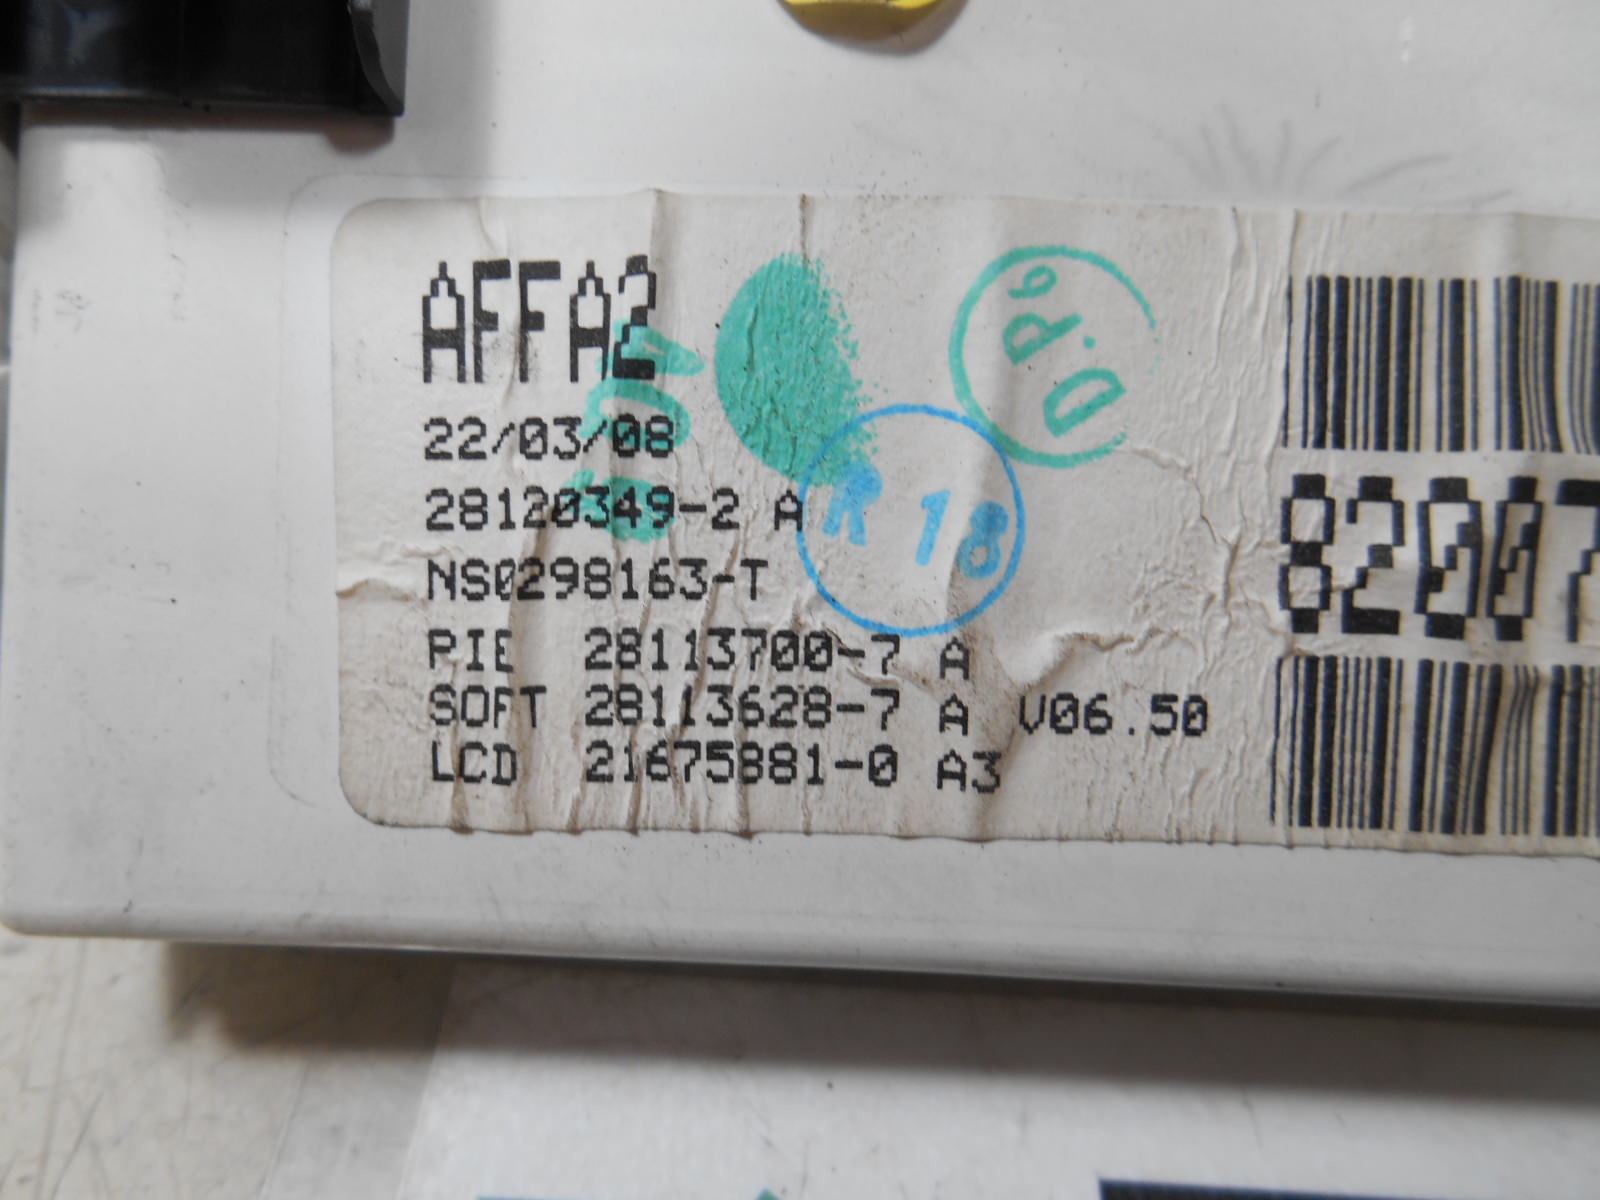 AFFA2
22/03/08
28120349-2 A
NS0298163-T
PIE 28113700-7 A
SOFT 28113628-7 A V06.50
LCD 21675881-0 A3
R 18
D.P6
82007